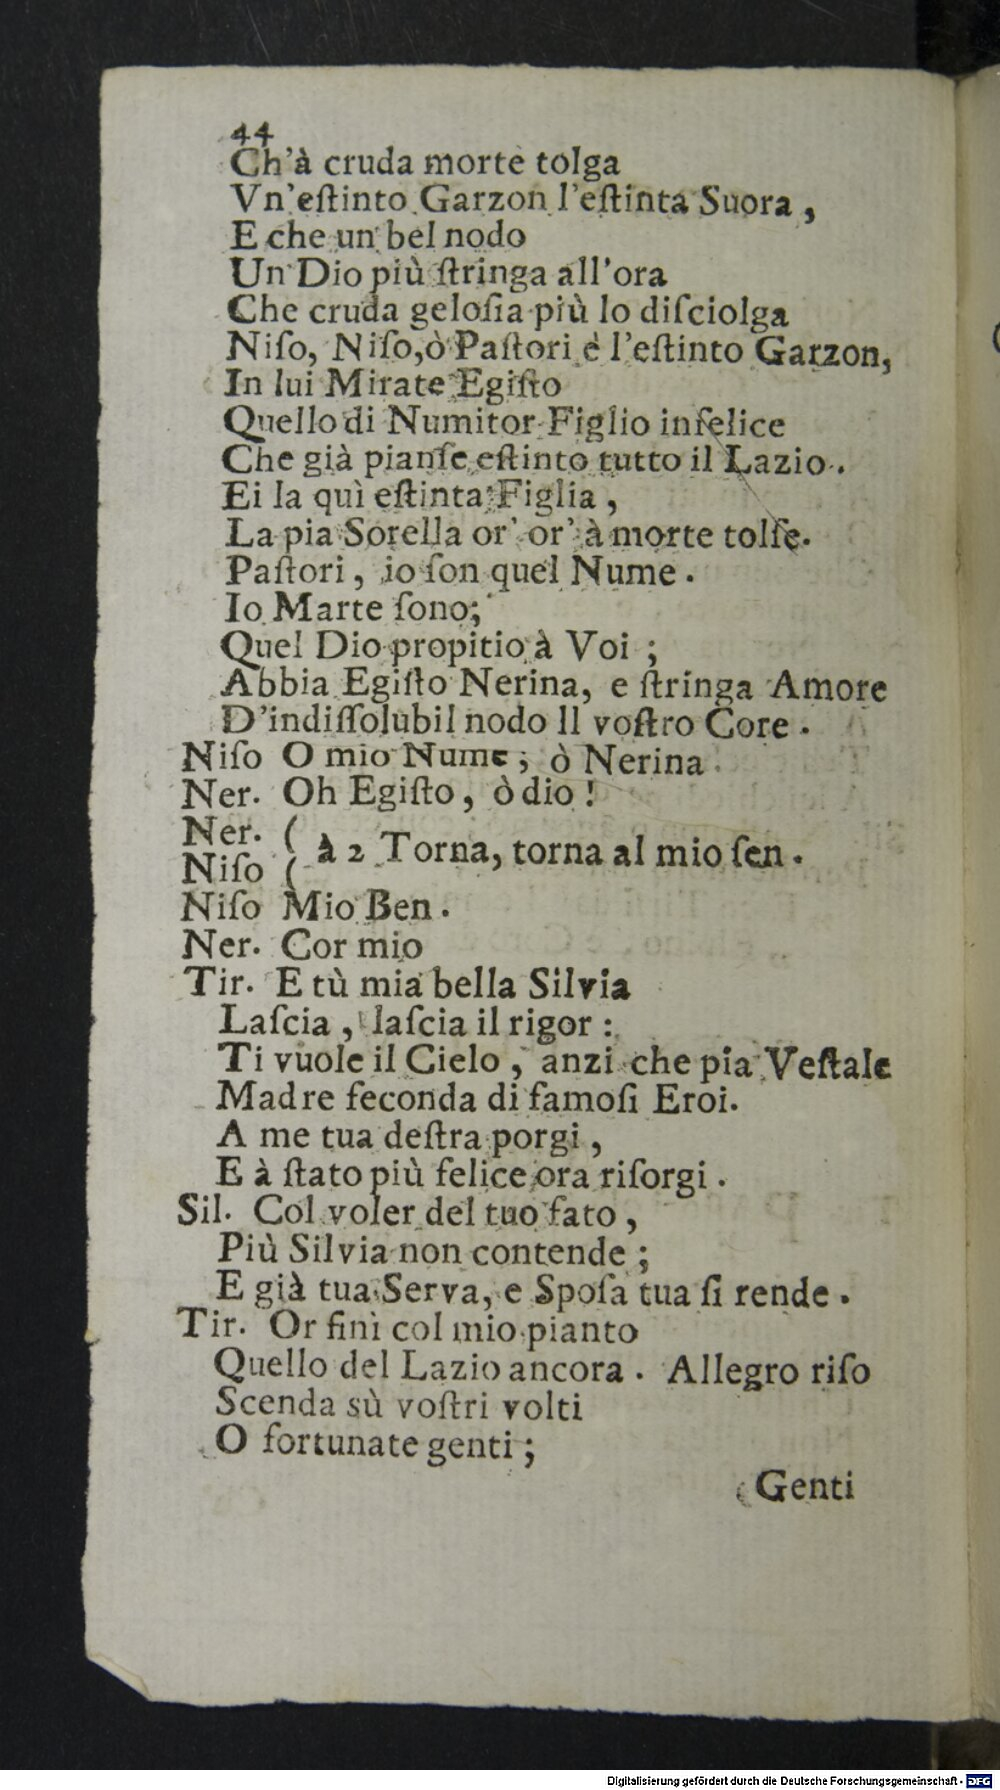 44
Ch'à cruda morte tolga
Vn'eſtinto Garzon l'eſtinta Suora ,
E che un bel nodo
Un Dio più ſtringa all'ora
Che cruda geloſia più lo diſciolga
Niſo, Niſo,ò Paſtori è l'eſtinto Garzon,
In lui Mirate Egiſto
Quello di Numitor Figlio infelice
Che già pianſe eſtinto tutto il Lazio .
Ei la quì eſtinta Figlia ,
La pia Sorella or' or' à morte tolſe.
Paſtori , io ſon quel Nume .
Io Marte ſono;
Quel Dio propitio à Voi ;
Abbia Egiſto Nerina, e ſtringa Amore
D'indiſſolubil nodo Il voſtro Core .
Niſo O mio Nume ; ò Nerina
Ner. Oh Egiſto , ò dio !
Ner. (
à 2 Torna, torna al mio ſen .
Niſo (
Niſo Mio Ben .
Ner. Cor mio
Tir. E tù mia bella Silvia
Laſcia , laſcia il rigor :
Ti vuole il Cielo , anzi che pia Veſtale
Madre feconda di famoſi Eroi.
A me tua deſtra porgi ,
E à ſtato più felice ora riſorgi .
Sil. Col voler del tuo fato ,
Più Silvia non contende ;
E già tua Serva, e Spoſa tua ſi rende .
Tir. Or finì col mio pianto
Quello del Lazio ancora . Allegro riſo
Scenda sù voſtri volti
O fortunate genti ;
Genti
Digitalisierung gefördert durch die Deutsche Forschungsgemeinschaft - DFG